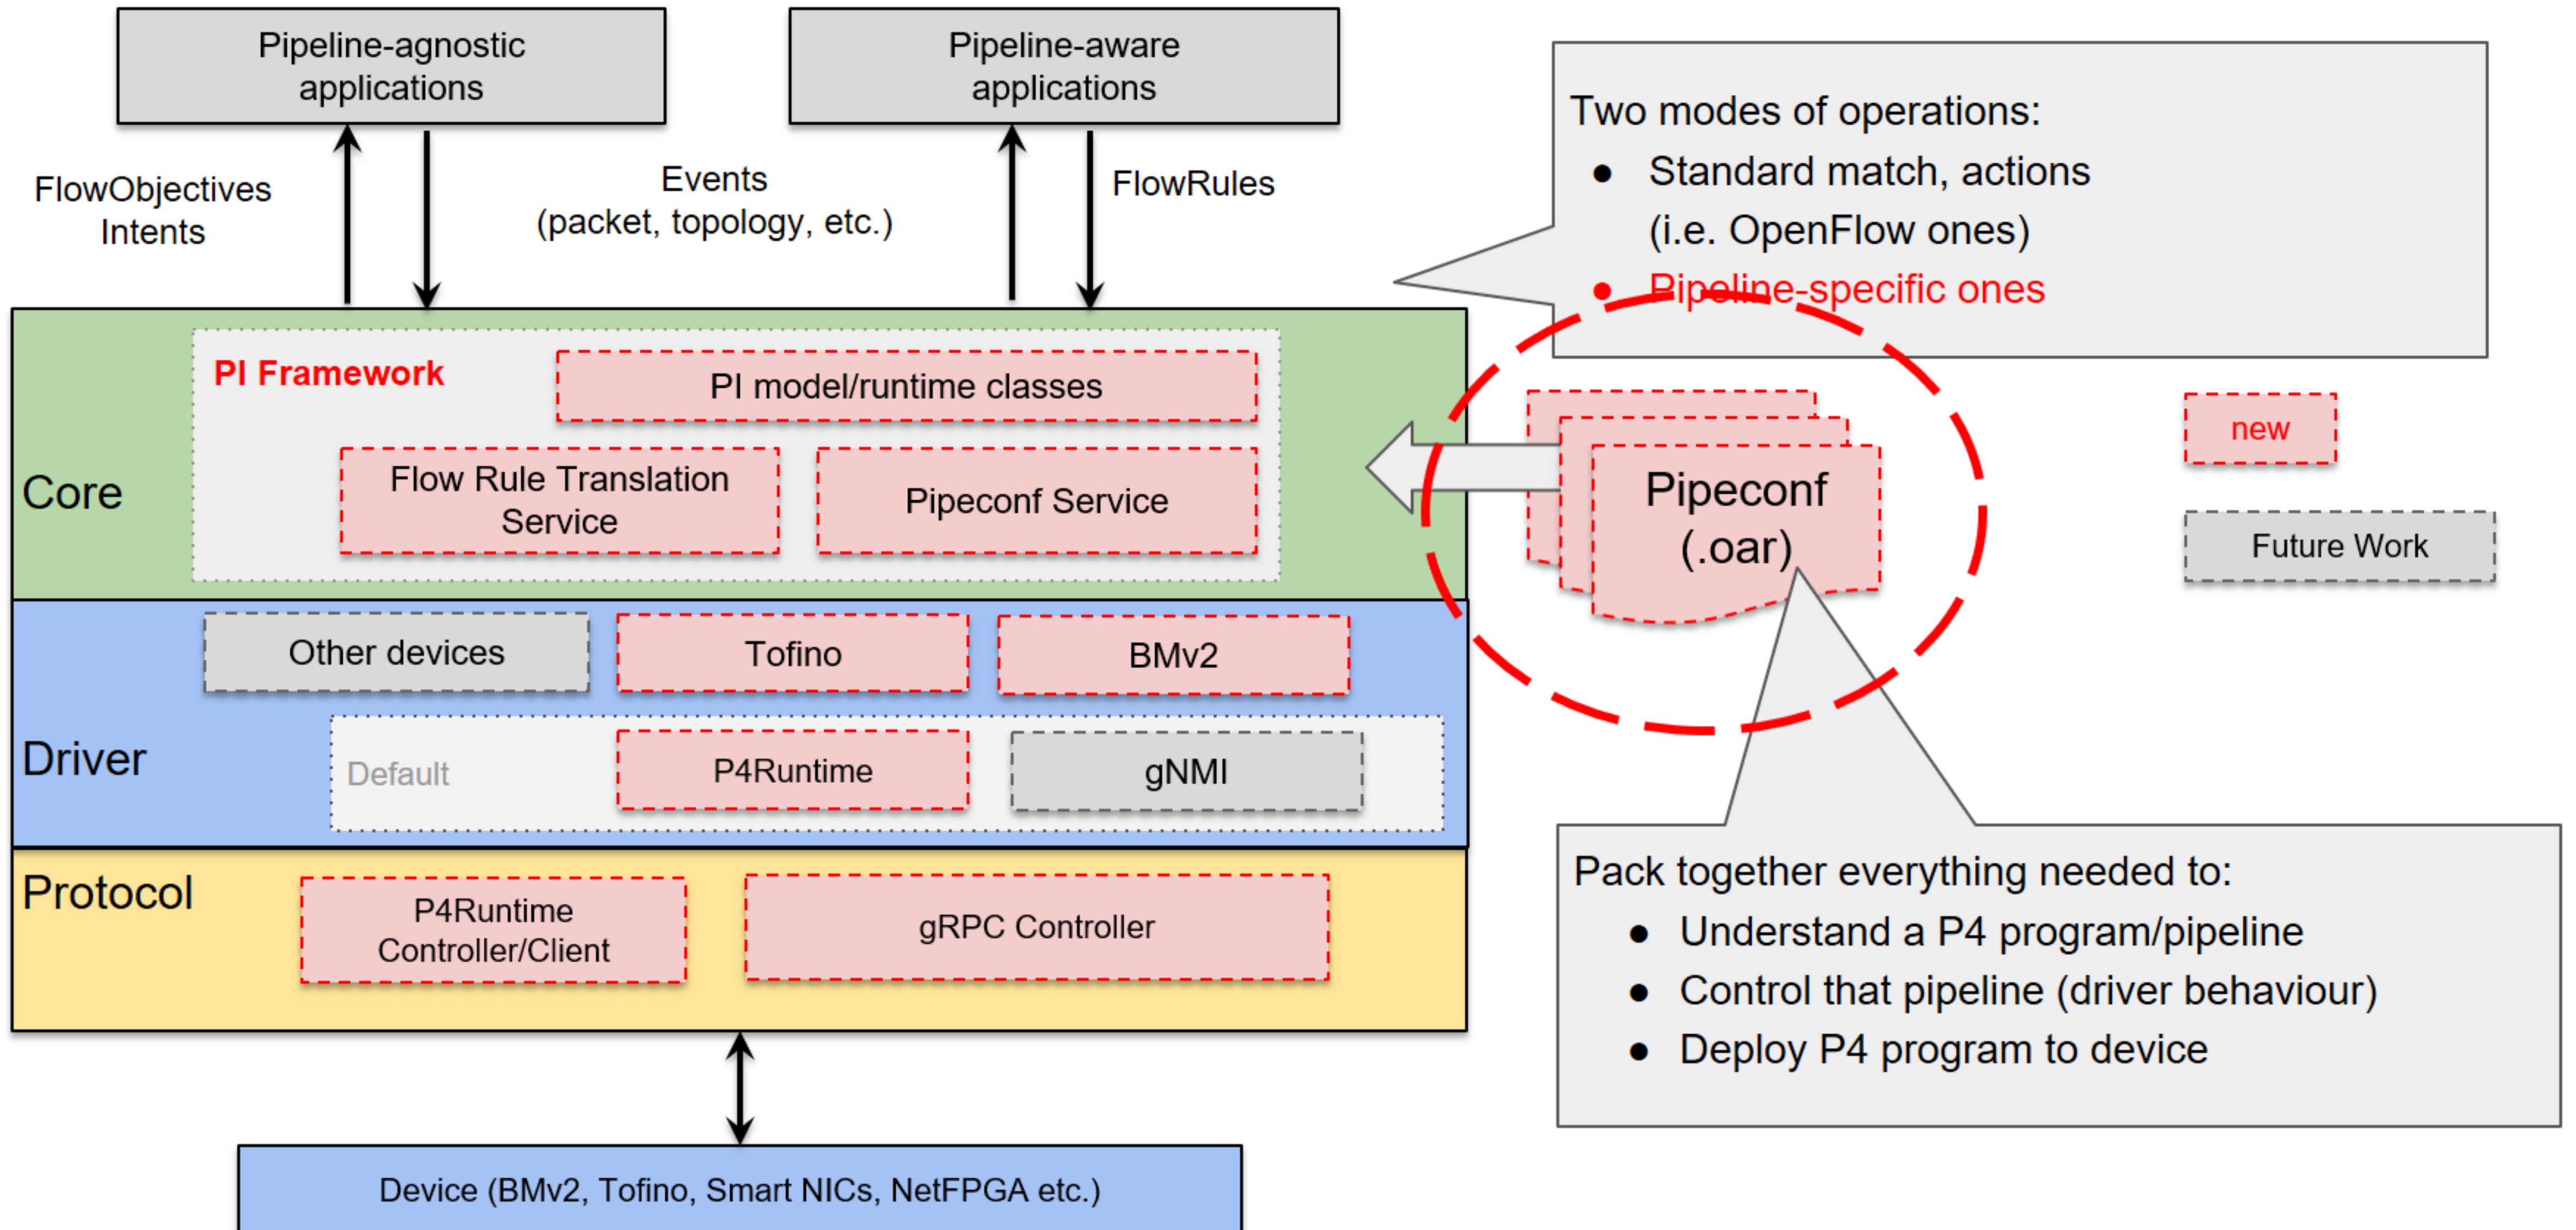 Pipeline-agnostic
applications
Pipeline-aware
applications
FlowObjectives
Intents
Events
(packet, topology, etc.)
FlowRules
Two modes of operations:
● Standard match, actions
(i.e. OpenFlow ones)
● Pipeline-specific ones
Core
PI Framework
PI model/runtime classes
Flow Rule Translation
Service
Pipeconf Service
Pipeconf
(.oar)
new
Future Work
Driver
Other devices
Tofino
BMv2
Default
P4Runtime
gNMI
Protocol
P4Runtime
Controller/Client
gRPC Controller
Pack together everything needed to:
● Understand a P4 program/pipeline
● Control that pipeline (driver behaviour)
● Deploy P4 program to device
Device (BMv2, Tofino, Smart NICs, NetFPGA etc.)